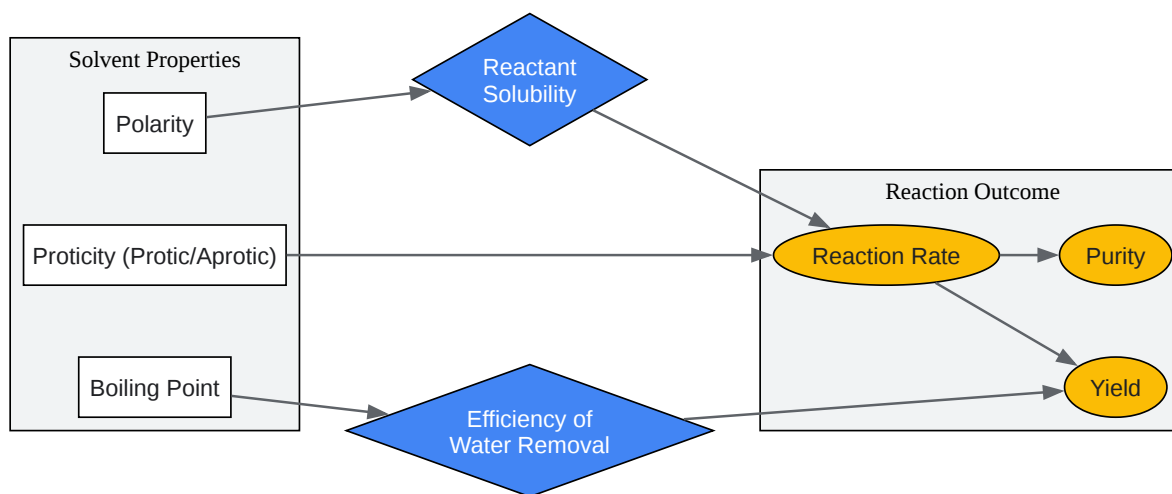 Solvent Properties
Polarity
Proticity (Protic/Aprotic)
Boiling Point
Reactant
Solubility
Efficiency of
Water Removal
Reaction Outcome
Reaction Rate
Purity
Yield